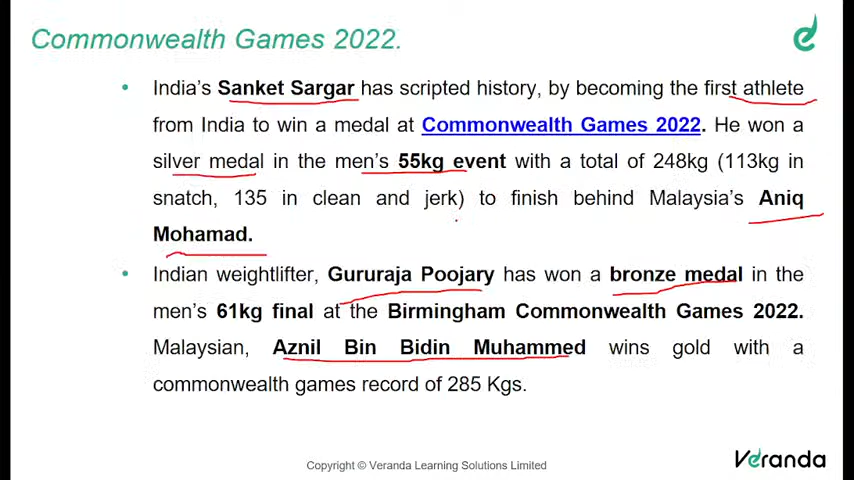 Commonwealth Games 2022.
• India's Sanket Sargar has scripted history, by becoming the first athlete
from India to win a medal at Commonwealth Games 2022. He won a
silver medal in the men's 55kg event with a total of 248kg (113kg in
snatch, 135 in clean and jerk) to finish behind Malaysia's Aniq
Mohamad.
• Indian weightlifter, Gururaja Poojary has won a bronze medal in the
men's 61kg final at the Birmingham Commonwealth Games 2022.
Malaysian, Aznil Bin Bidin Muhammed wins gold with a
commonwealth games record of 285 Kgs.
Copyright © Veranda Learning Solutions Limited
Veranda